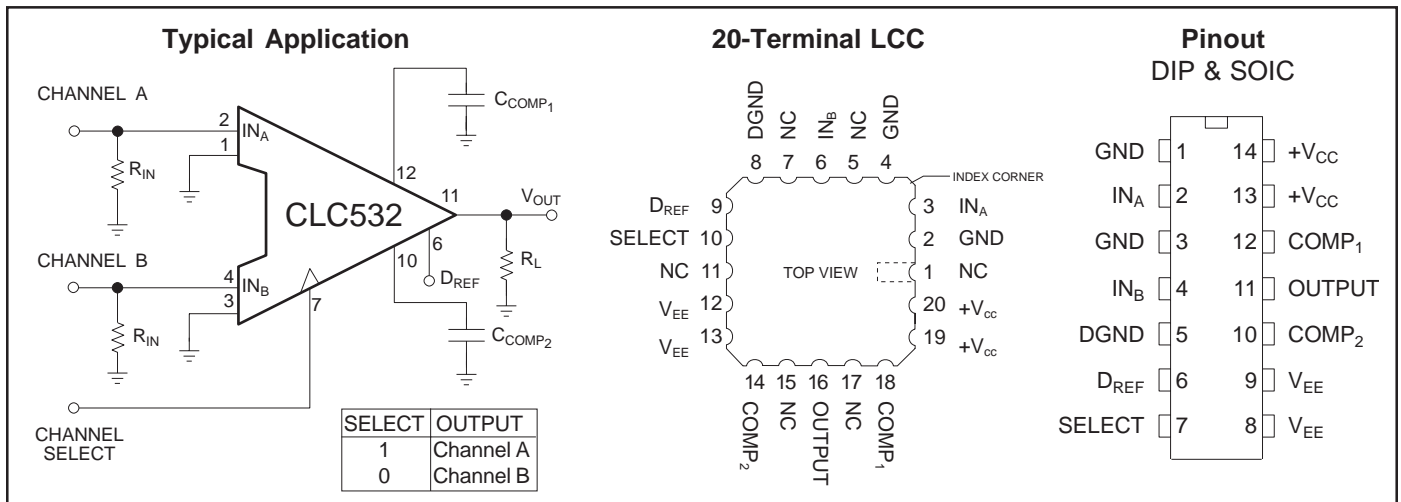 Typical Application
CHANNEL A
2
IN_A
1
R_IN
12
C_COMP1
CLC532
11
V_OUT
CHANNEL B
4
IN_B
3
7
6
D_REF
10
R_L
R_IN
C_COMP2
CHANNEL
SELECT
SELECT OUTPUT
1 Channel A
0 Channel B
20-Terminal LCC
DGND NC IN_B NC GND
8 7 6 5 4
INDEX CORNER
D_REF 9
3 IN_A
SELECT 10
2 GND
NC 11
TOP VIEW
1 NC
V_EE 12
20 +V_cc
V_EE 13
19 +V_cc
14 15 16 17 18
COMP_2 NC OUTPUT NC COMP_1
Pinout
DIP & SOIC
GND 1 14 +V_CC
IN_A 2 13 +V_CC
GND 3 12 COMP_1
IN_B 4 11 OUTPUT
DGND 5 10 COMP_2
D_REF 6 9 V_EE
SELECT 7 8 V_EE